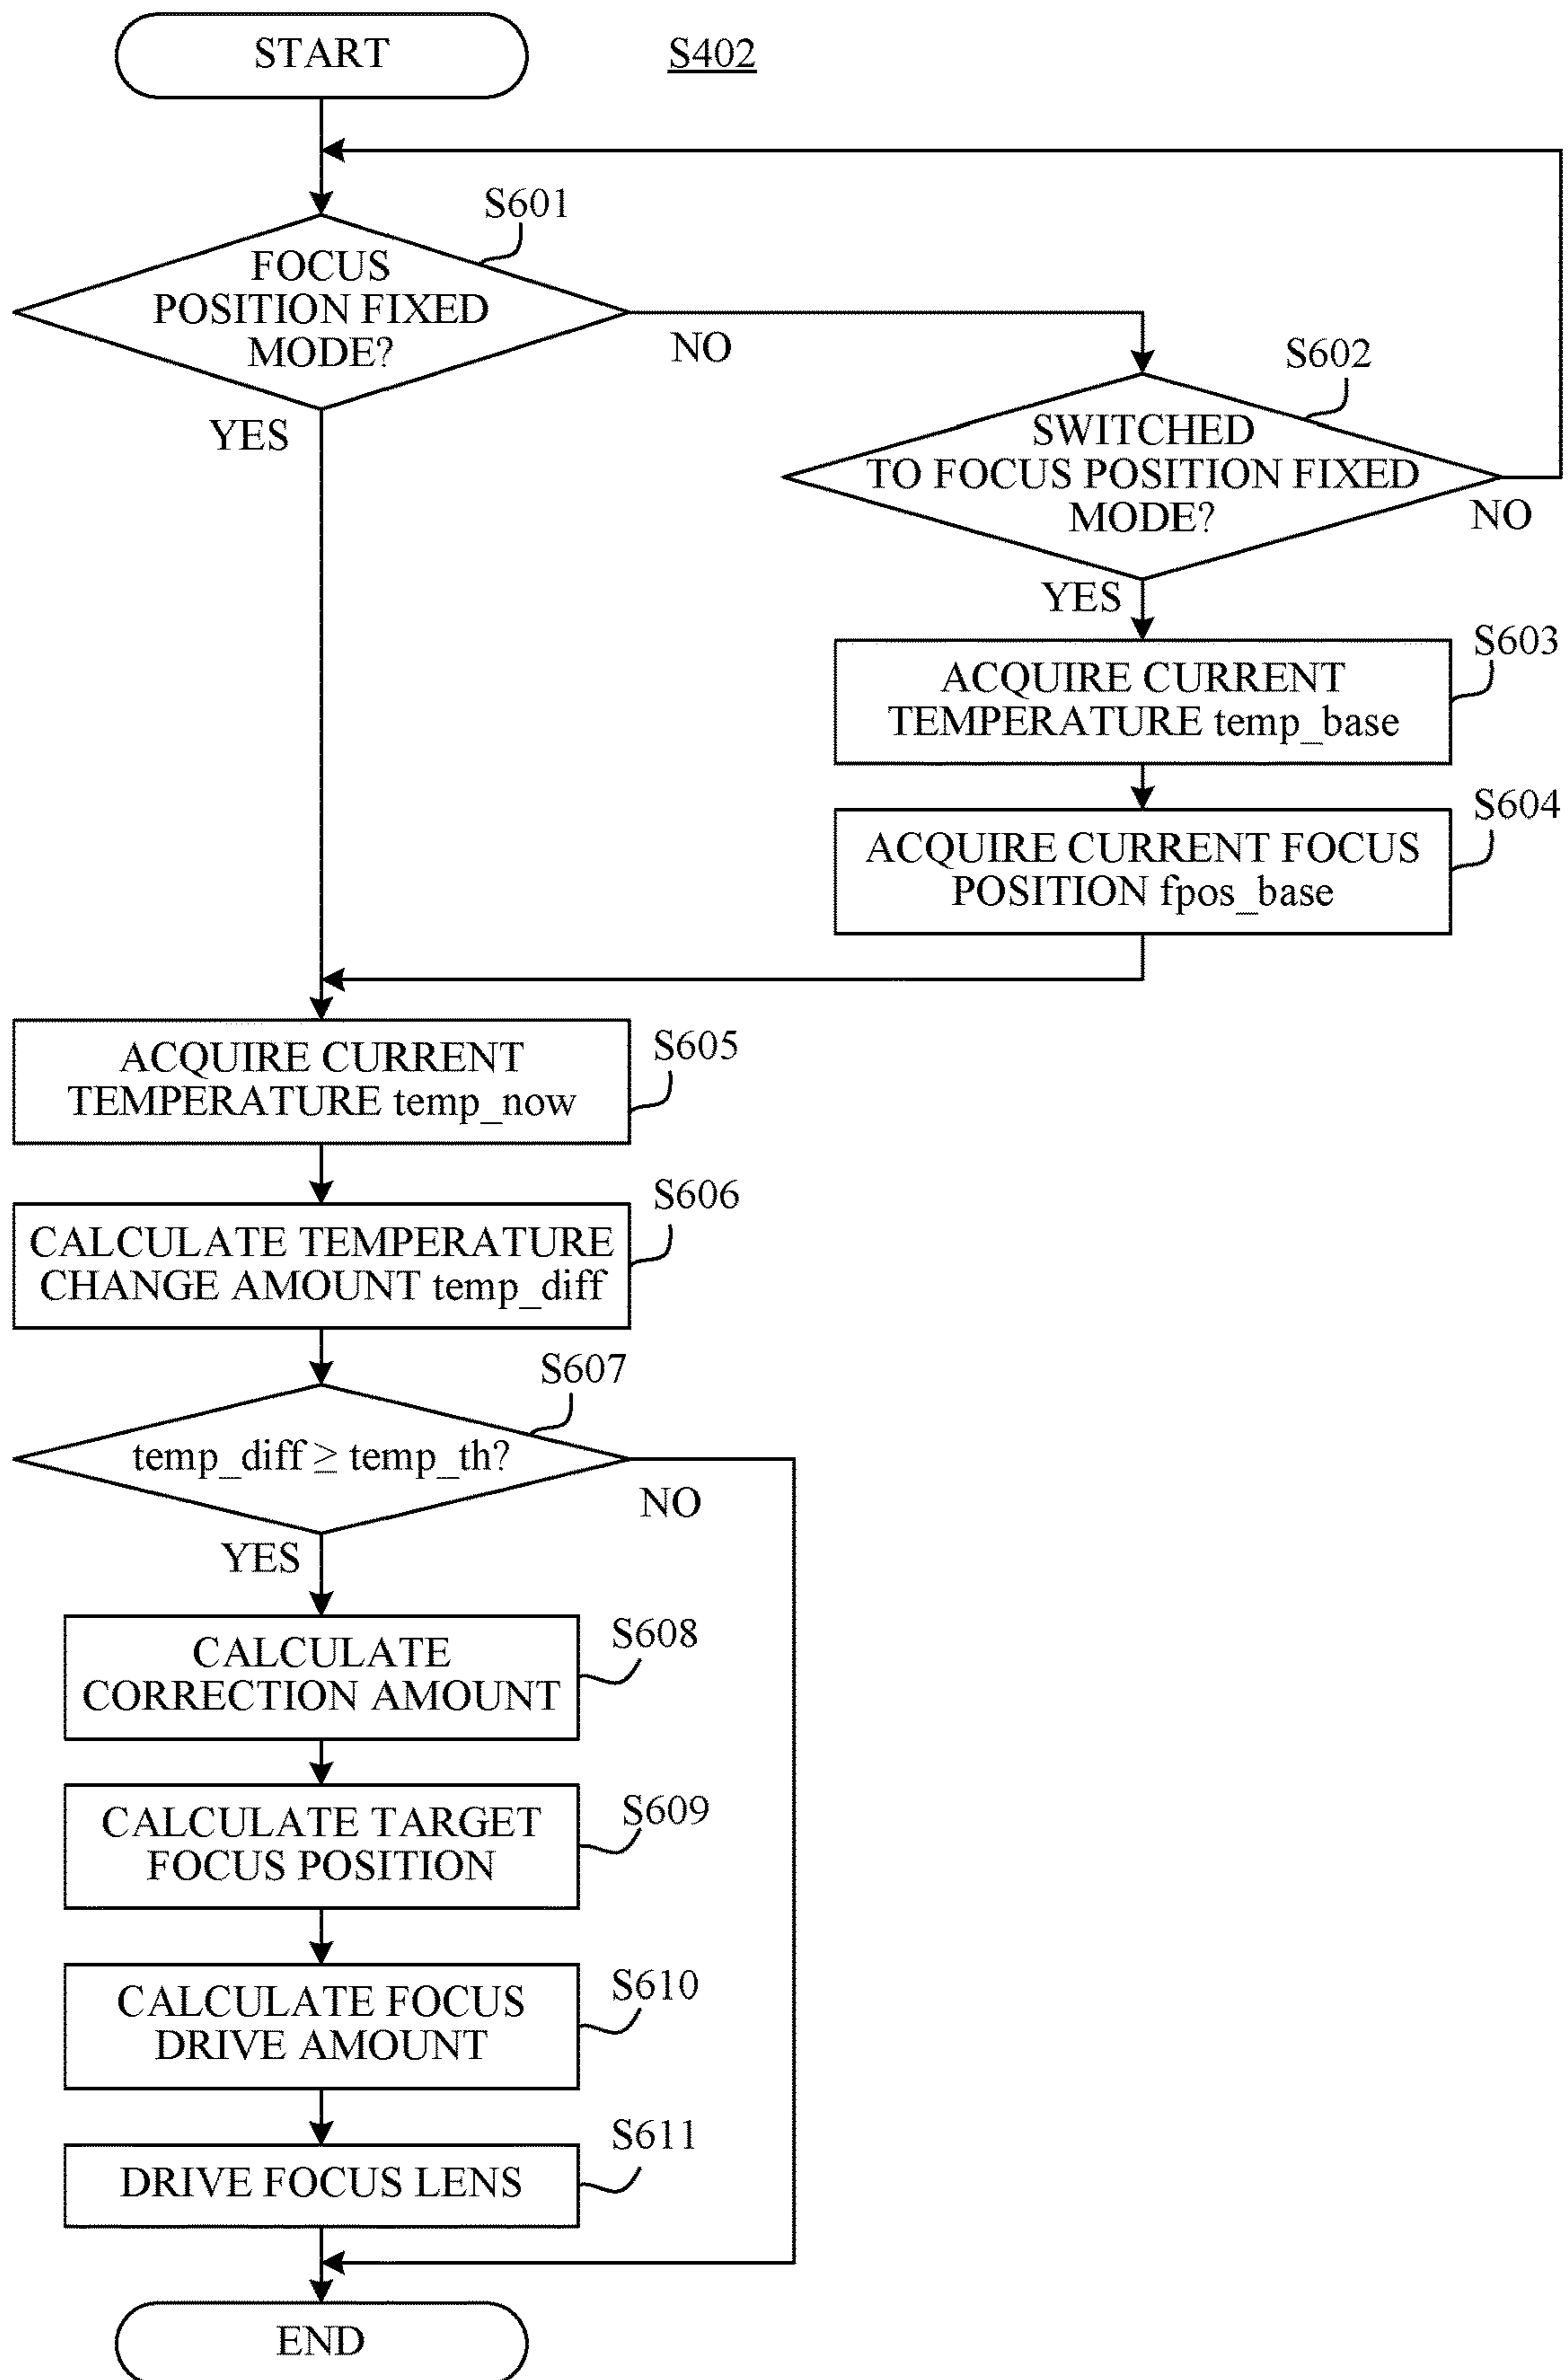 START
S402
S601
FOCUS
POSITION FIXED
MODE?
NO
YES
S602
SWITCHED
TO FOCUS POSITION FIXED
MODE?
NO
YES
S603
ACQUIRE CURRENT
TEMPERATURE temp_base
S604
ACQUIRE CURRENT FOCUS
POSITION fpos_base
S605
ACQUIRE CURRENT
TEMPERATURE temp_now
S606
CALCULATE TEMPERATURE
CHANGE AMOUNT temp_diff
S607
temp_diff ≥ temp_th?
NO
YES
S608
CALCULATE
CORRECTION AMOUNT
S609
CALCULATE TARGET
FOCUS POSITION
S610
CALCULATE FOCUS
DRIVE AMOUNT
S611
DRIVE FOCUS LENS
END